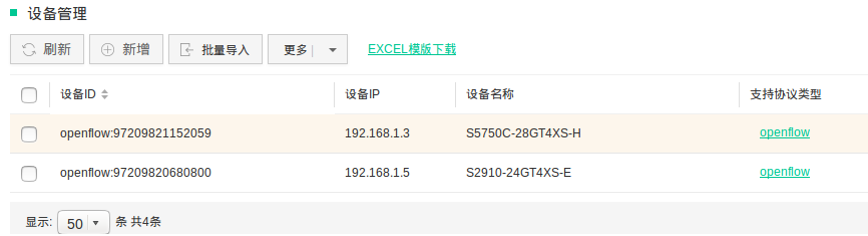 设备管理
刷新 新增 批量导入 更多 EXCEL模版下载
设备ID 设备IP 设备名称 支持协议类型
openflow:97209821152059 192.168.1.3 S5750C-28GT4XS-H openflow
openflow:97209820680800 192.168.1.5 S2910-24GT4XS-E openflow
显示: 50 条 共4条